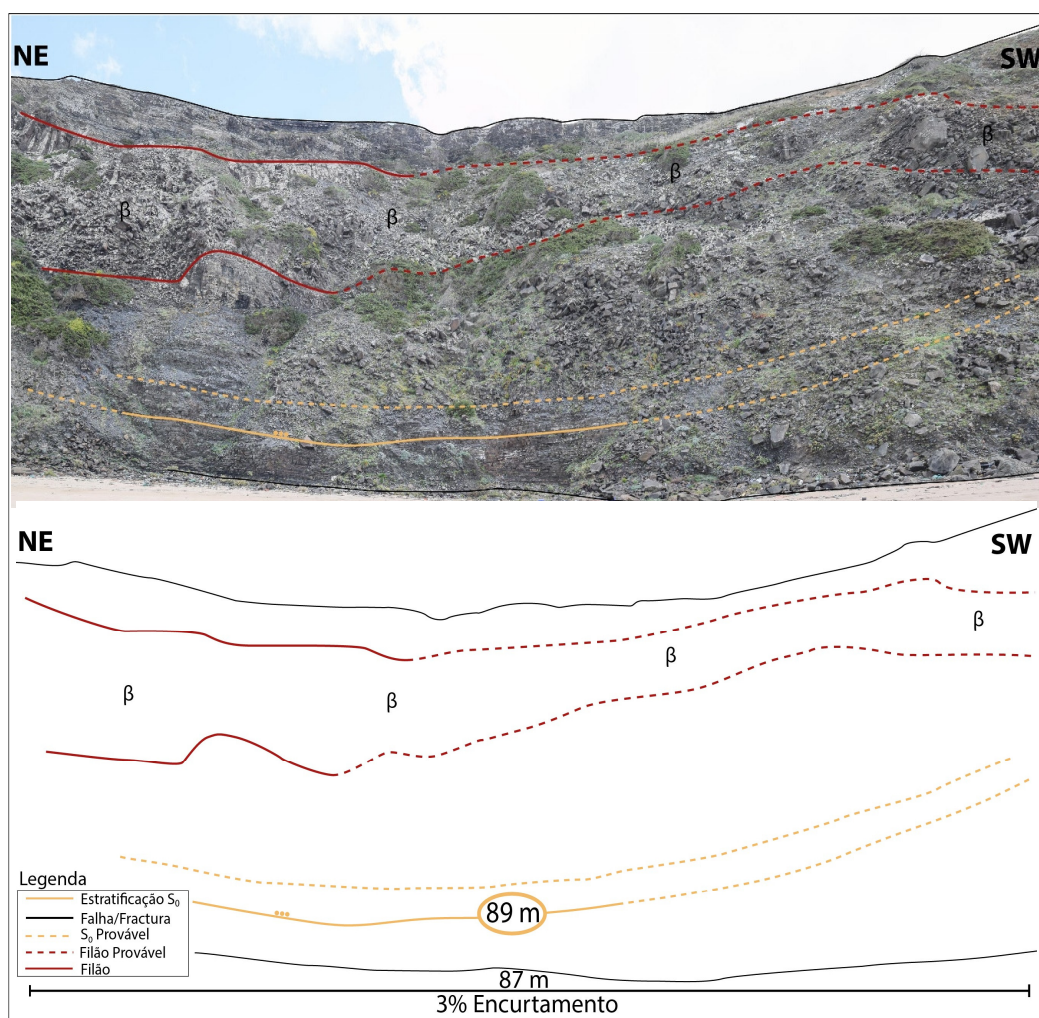 NE
SW
β
β
β
β
NE
SW
β
β
β
β
89 m
Legenda
Estratificação S₀
Falha/Fractura
S₀ Provável
Filão Provável
Filão
87 m
3% Encurtamento